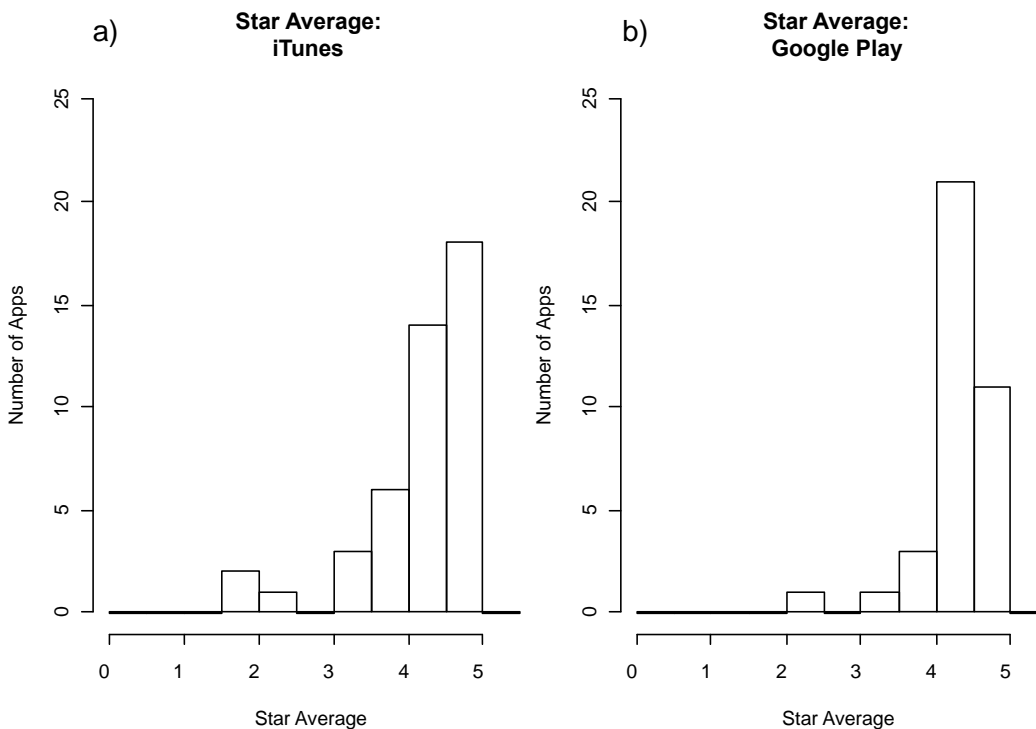 a)
Star Average:
iTunes
25
20
15
10
5
0
Number of Apps
0 1 2 3 4 5
Star Average
b)
Star Average:
Google Play
25
20
15
10
5
0
Number of Apps
0 1 2 3 4 5
Star Average